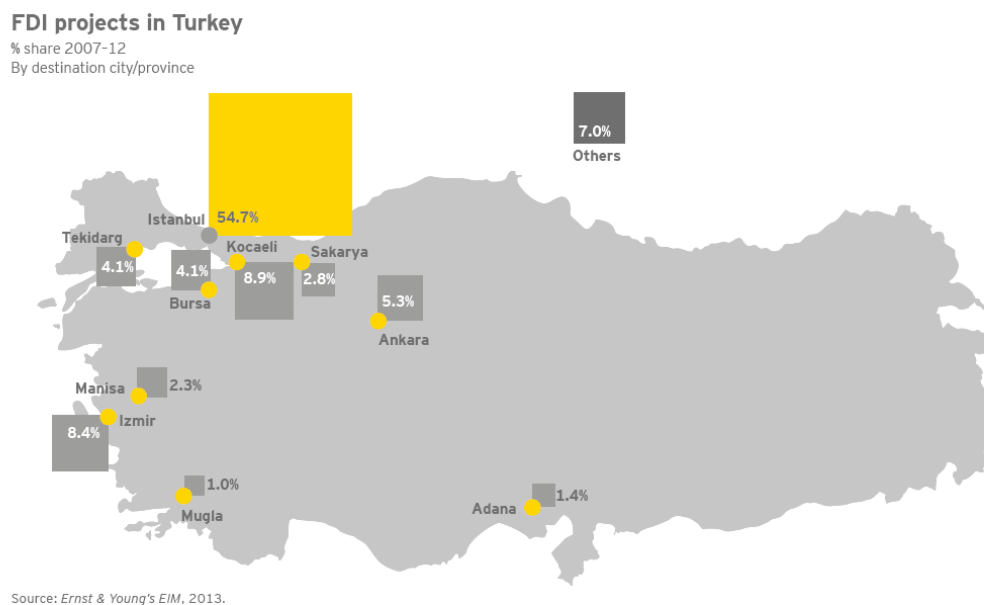 FDI projects in Turkey
% share 2007-12
By destination city/province
7.0%
Others
Istanbul 54.7%
Tekidarg
Kocaeli
Sakarya
4.1%
4.1%
8.9%
2.8%
Bursa
5.3%
Ankara
Manisa 2.3%
Izmir
8.4%
1.0%
Mugla
Adana 1.4%
Source: Ernst & Young's EIM, 2013.